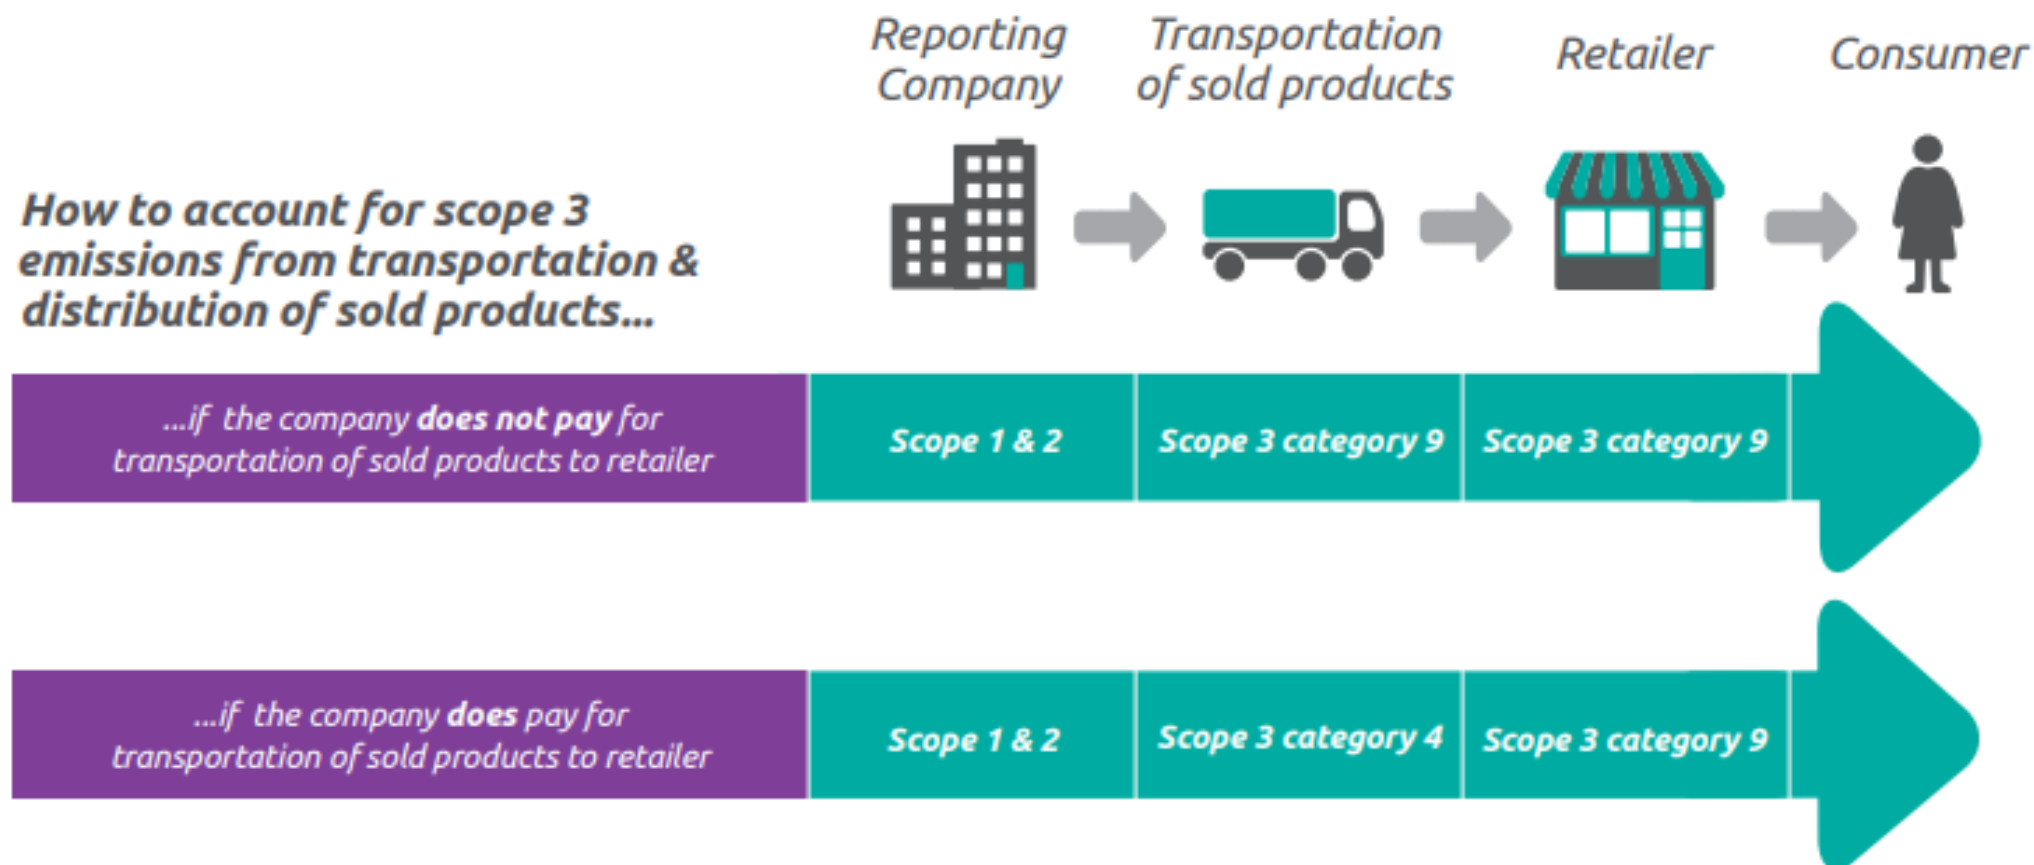 Reporting
Company
Transportation
of sold products
Retailer
Consumer
How to account for scope 3
emissions from transportation &
distribution of sold products...
...if the company does not pay for
transportation of sold products to retailer
Scope 1 & 2
Scope 3 category 9
Scope 3 category 9
...if the company does pay for
transportation of sold products to retailer
Scope 1 & 2
Scope 3 category 4
Scope 3 category 9